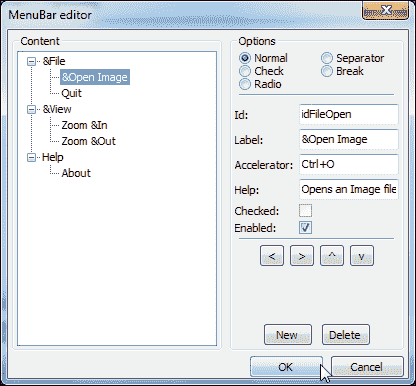 MenuBar editor
Content
&File
&Open Image
Quit
&View
Zoom &In
Zoom &Out
Help
About
Options
Normal
Separator
Check
Break
Radio
Id:
idFileOpen
Label:
&Open Image
Accelerator:
Ctrl+O
Help:
Opens an Image file
Checked:
Enabled:
<
>
^
v
New
Delete
OK
Cancel